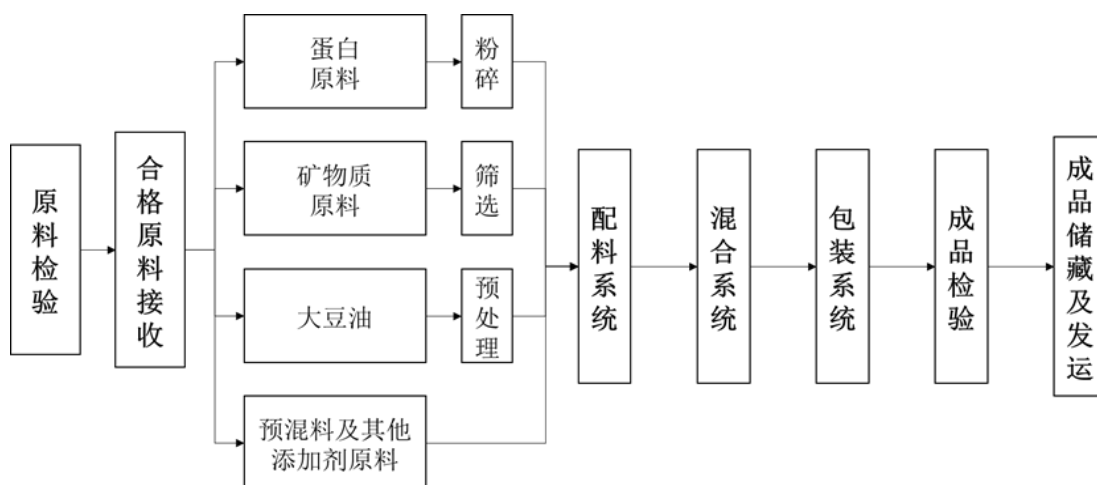 原料检验
合格原料接收
蛋白
原料
粉碎
矿物质
原料
筛选
大豆油
预处理
预混料及其他
添加剂原料
配料系统
混合系统
包装系统
成品检验
成品储藏及发运